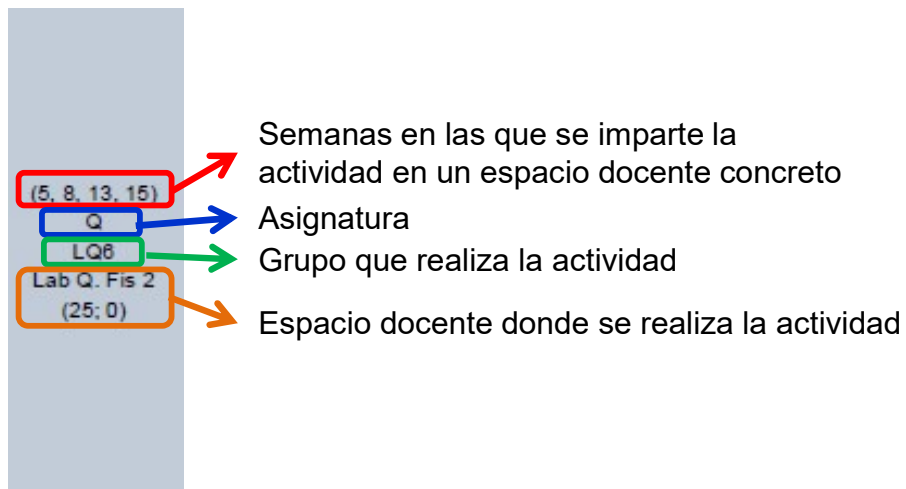 (5, 8, 13, 15)
Q
LQ6
Lab Q. Fis 2
(25; 0)
Semanas en las que se imparte la
actividad en un espacio docente concreto
Asignatura
Grupo que realiza la actividad
Espacio docente donde se realiza la actividad